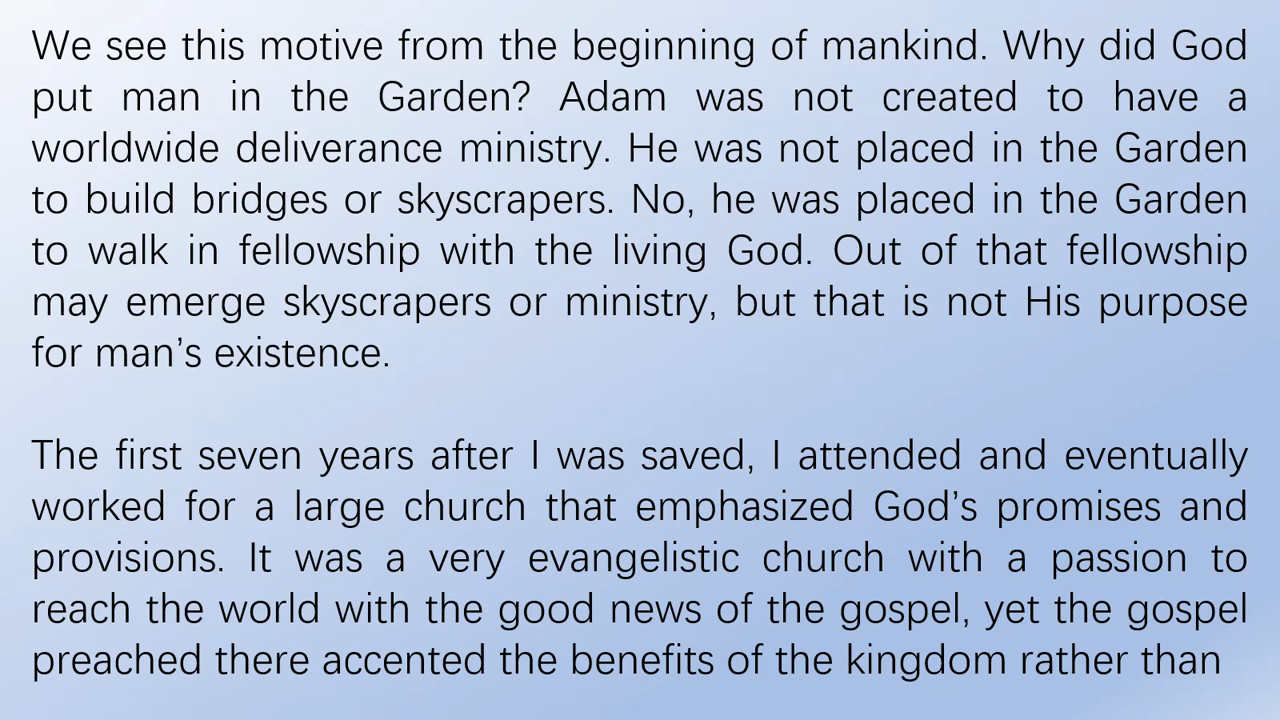 We see this motive from the beginning of mankind. Why did God
put man in the Garden? Adam was not created to have a
worldwide deliverance ministry. He was not placed in the Garden
to build bridges or skyscrapers. No, he was placed in the Garden
to walk in fellowship with the living God. Out of that fellowship
may emerge skyscrapers or ministry, but that is not His purpose
for man’s existence.
The first seven years after I was saved, I attended and eventually
worked for a large church that emphasized God’s promises and
provisions. It was a very evangelistic church with a passion to
reach the world with the good news of the gospel, yet the gospel
preached there accented the benefits of the kingdom rather than